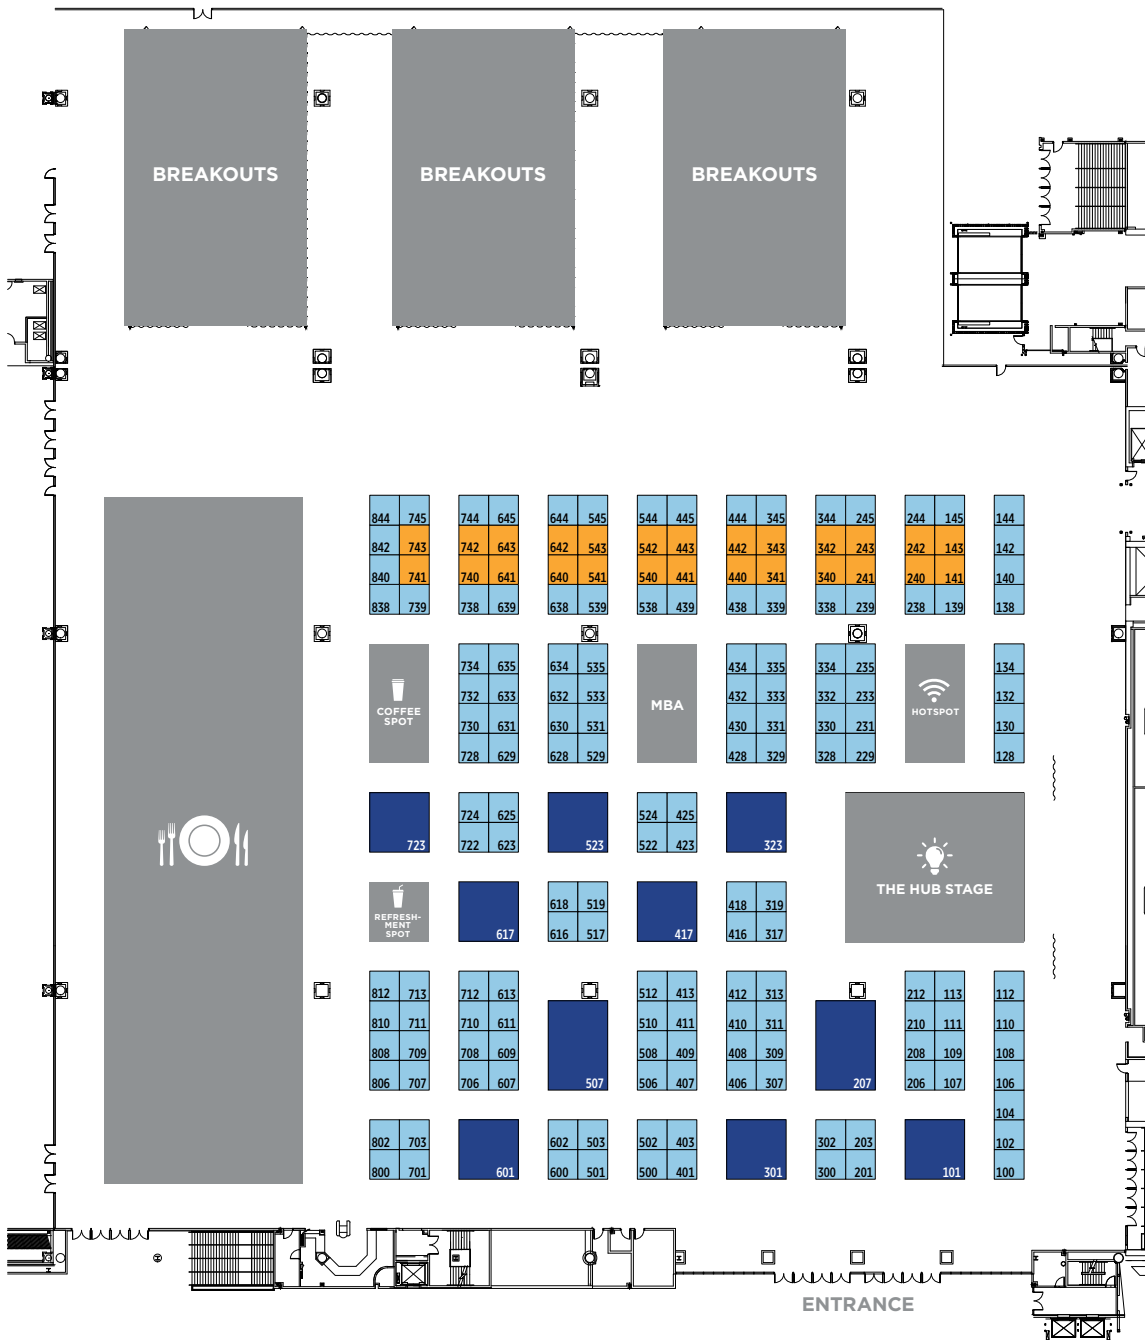 BREAKOUTS BREAKOUTS BREAKOUTS
844 745 744 645 644 545 544 445 444 345 344 245 244 145 144
842 743 742 643 642 543 542 443 442 343 342 243 242 143 142
840 741 740 641 640 541 540 441 440 341 340 241 240 141 140
838 739 738 639 638 539 538 439 438 339 338 239 238 139 138
734 635 634 535 434 335 334 235 134
732 633 632 533 432 333 332 233 132
COFFEE
SPOT
MBA
HOTSPOT
730 631 630 531 430 331 330 231 130
728 629 628 529 428 329 328 229 128
724 625 524 425
723 722 623 523 522 423 323
THE HUB STAGE
618 519 418 319
REFRESH-
MENT
SPOT
617 616 517 417 416 317
812 713 712 613 512 413 412 313 212 113 112
810 711 710 611 510 411 410 311 210 111 110
808 709 708 609 508 409 408 309 208 109 108
806 707 706 607 507 506 407 406 307 207 206 107 106
104
802 703 602 503 502 403 302 203 102
800 701 601 600 501 500 401 301 300 201 101 100
ENTRANCE